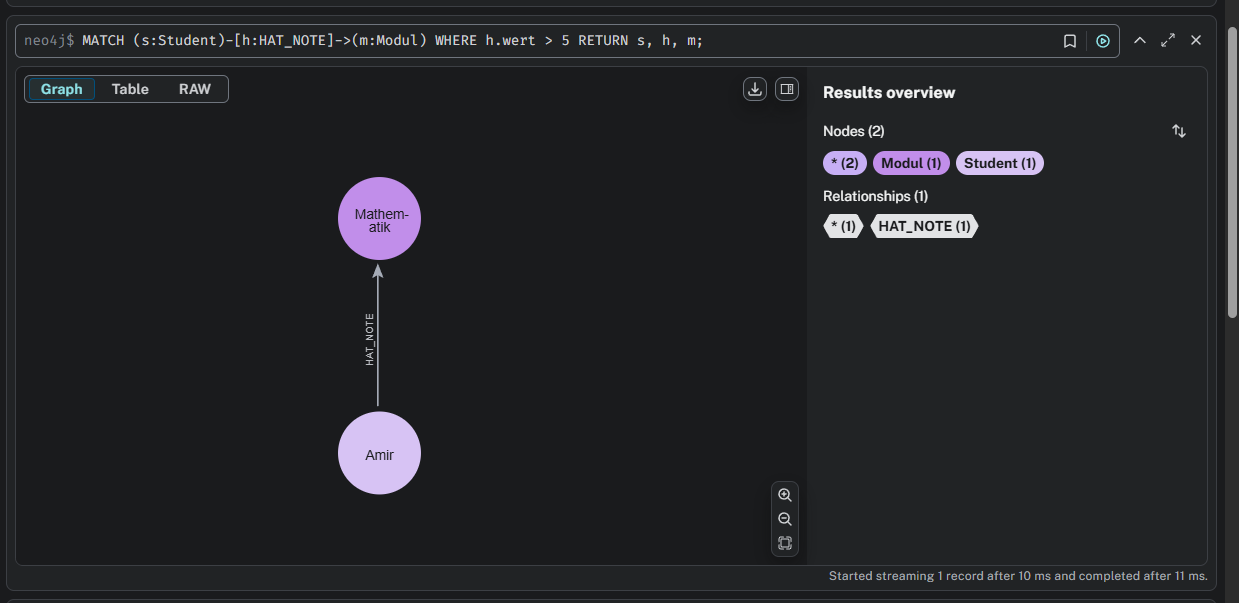 neo4j$ MATCH (s:Student)-[h:HAT_NOTE]->(m:Modul) WHERE h.wert > 5 RETURN s, h, m;
Graph Table RAW
Results overview
Nodes (2)
* (2) Modul (1) Student (1)
Relationships (1)
* (1) HAT_NOTE (1)
Mathem-
atik
HAT_NOTE
Amir
Started streaming 1 record after 10 ms and completed after 11 ms.